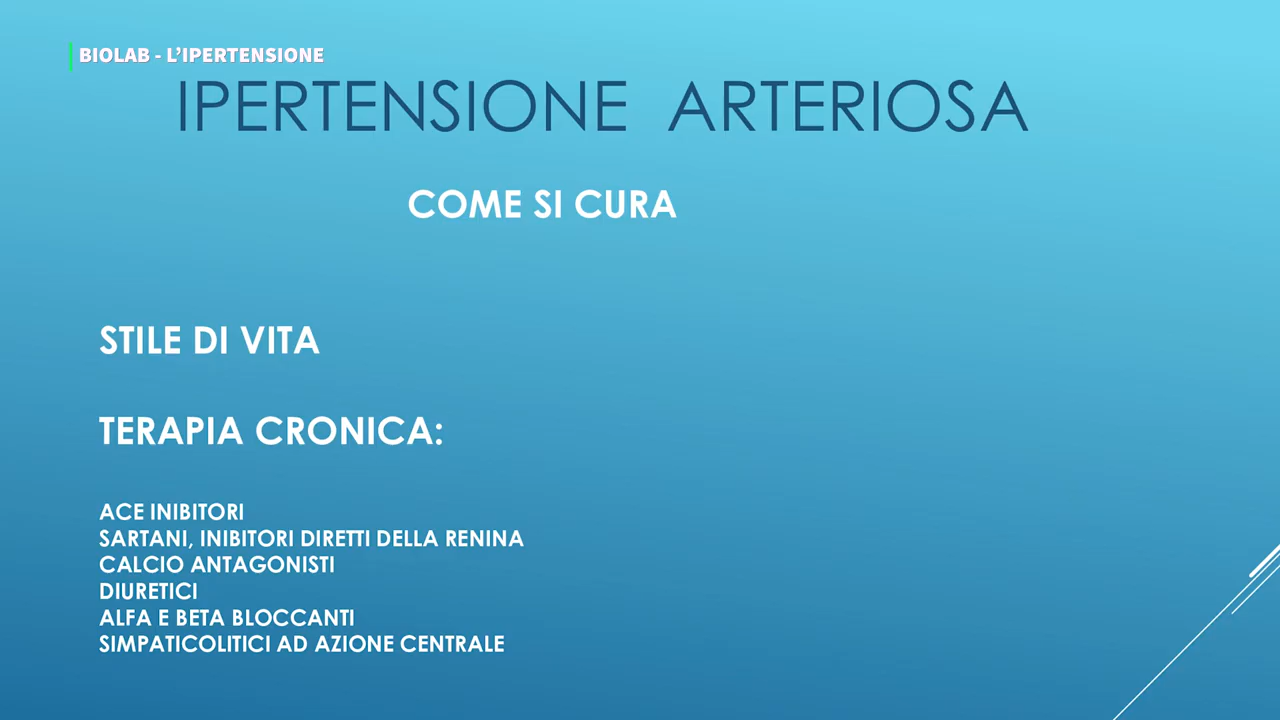 BIOLAB - L'IPERTENSIONE
IPERTENSIONE ARTERIOSA
COME SI CURA
STILE DI VITA
TERAPIA CRONICA:
ACE INIBITORI
SARTANI, INIBITORI DIRETTI DELLA RENINA
CALCIO ANTAGONISTI
DIURETICI
ALFA E BETA BLOCCANTI
SIMPATICOLITICI AD AZIONE CENTRALE